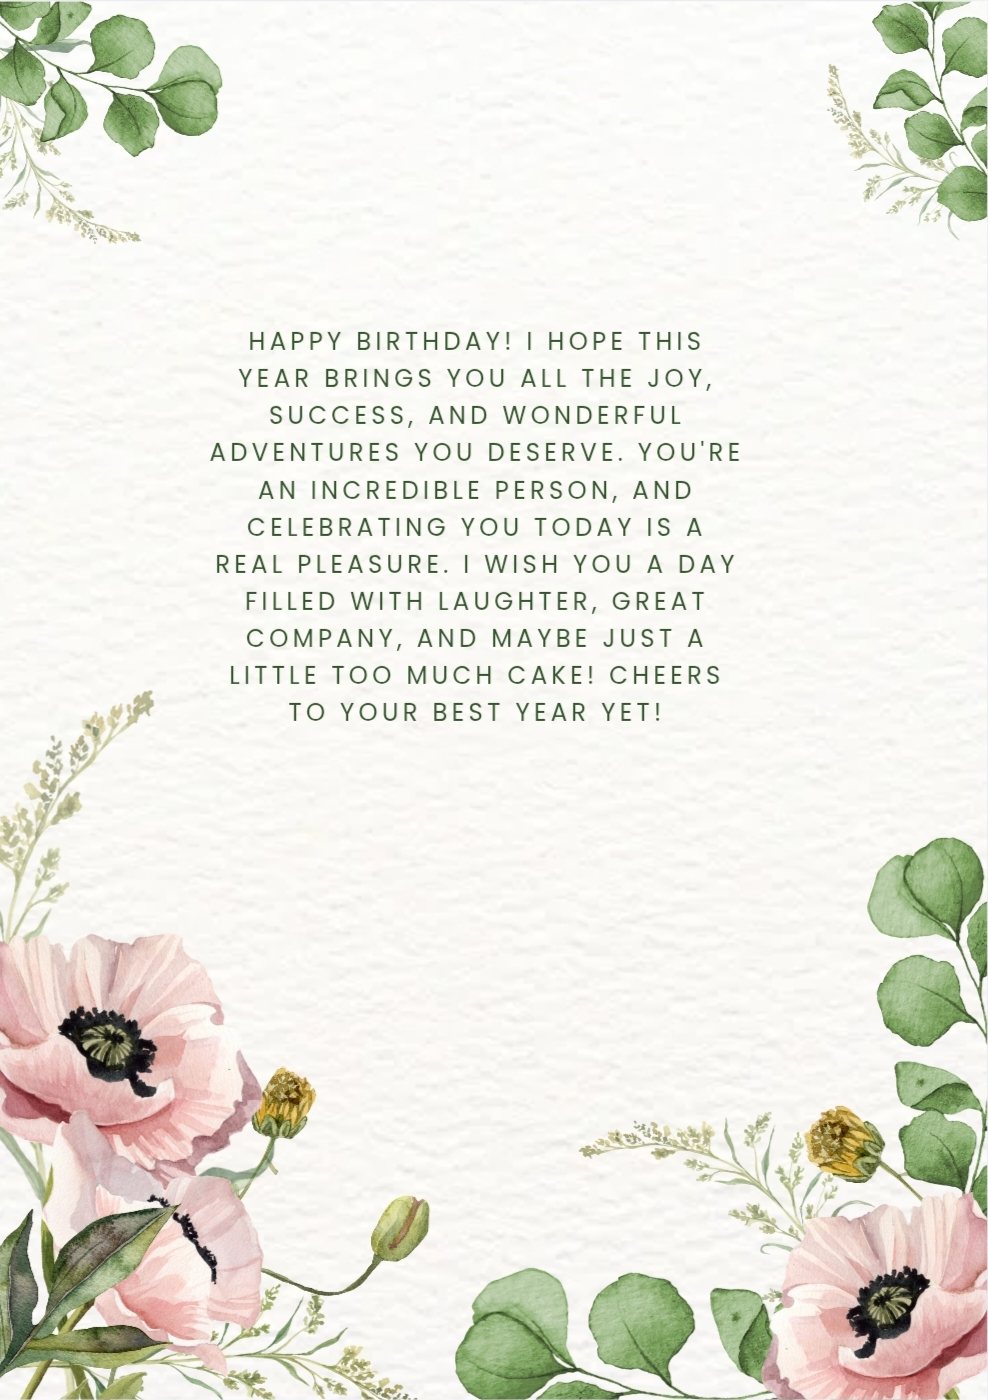 HAPPY BIRTHDAY! I HOPE THIS
YEAR BRINGS YOU ALL THE JOY,
SUCCESS, AND WONDERFUL
ADVENTURES YOU DESERVE. YOU'RE
AN INCREDIBLE PERSON, AND
CELEBRATING YOU TODAY IS A
REAL PLEASURE. I WISH YOU A DAY
FILLED WITH LAUGHTER, GREAT
COMPANY, AND MAYBE JUST A
LITTLE TOO MUCH CAKE! CHEERS
TO YOUR BEST YEAR YET!